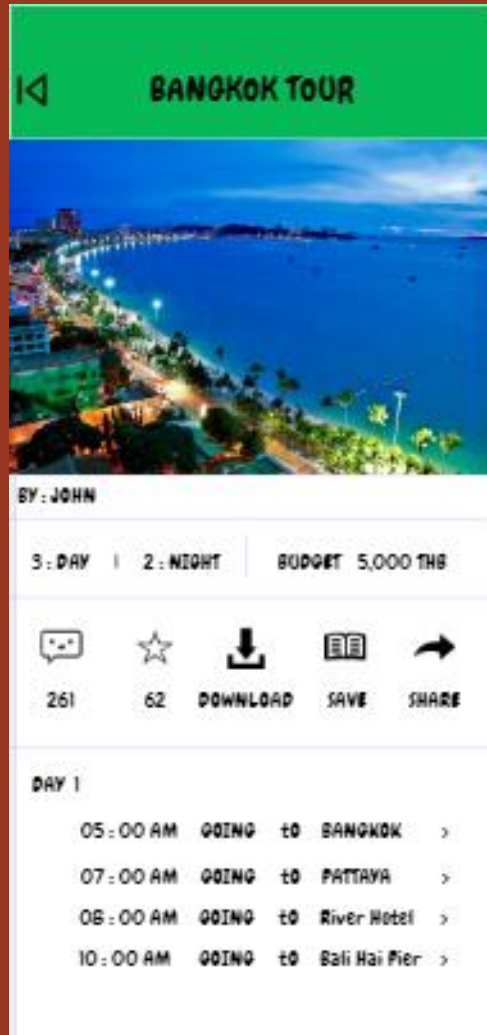 BANGKOK TOUR
BY : JOHN
3 : DAY | 2 : NIGHT BUDGET 5,000 THB
261 62 DOWNLOAD SAVE SHARE
DAY 1
05 : 00 AM GOING to BANGKOK >
07 : 00 AM GOING to PATTAYA >
08 : 00 AM GOING to River Hotel >
10 : 00 AM GOING to Bali Hai Pier >